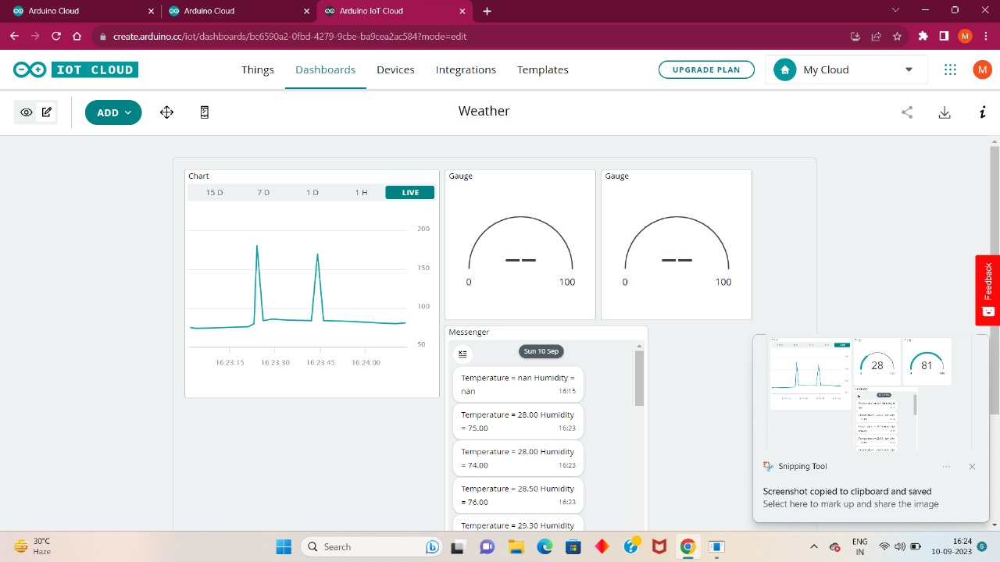 Arduino Cloud
Arduino Cloud
Arduino IoT Cloud
create.arduino.cc/iot/dashboards/bc6590a2-0fbd-4279-9cbe-ba9cea2ac584?mode=edit
M
IOT CLOUD
Things
Dashboards
Devices
Integrations
Templates
UPGRADE PLAN
My Cloud
M
ADD
Weather
i
Chart
15 D
7 D
1 D
1 H
LIVE
200
150
100
50
16:23:15
16:23:30
16:23:45
16:24:00
Gauge
0
100
Gauge
0
100
Messenger
Sun 10 Sep
Temperature = nan Humidity =
nan
16:15
Temperature = 28.00 Humidity
= 75.00
16:23
Temperature = 28.00 Humidity
= 74.00
16:23
Temperature = 28.50 Humidity
= 76.00
16:23
Temperature = 29.30 Humidity
Feedback
28
81
Snipping Tool
Screenshot copied to clipboard and saved
Select here to mark up and share the image
30°C
Haze
Search
ENG
IN
16:24
10-09-2023
6